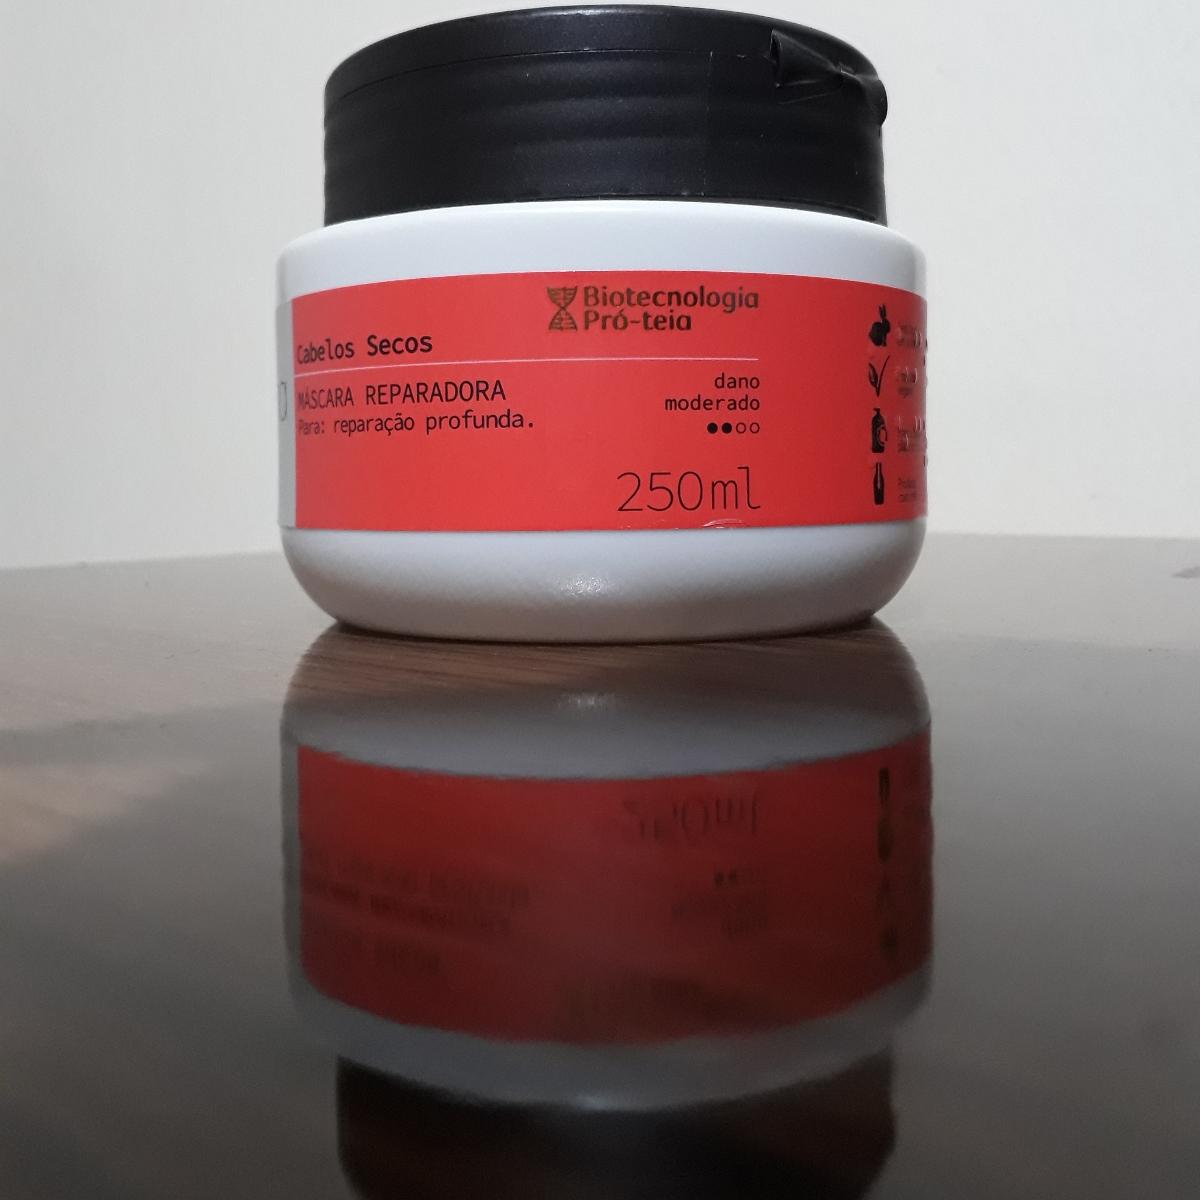 Biotecnologia
Pró-teia
Cabelos Secos
MÁSCARA REPARADORA
Para: reparação profunda.
dano
moderado
250ml